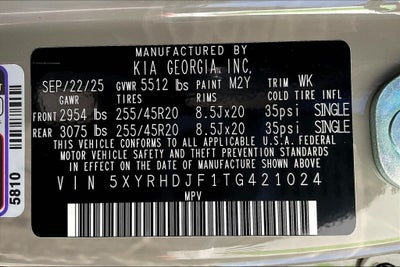 MANUFACTURED BY
KIA GEORGIA INC,
SEP/22/25 GVWR 5512 lbs PAINT M2Y TRIM WK
GAWR TIRES RIMS COLD TIRE INFLATION
FRONT 2954 lbs 255/45R20 8.5Jx20 35psi SINGLE
REAR 3075 lbs 255/45R20 8.5Jx20 35psi SINGLE
THIS VEHICLE CONFORMS TO ALL APPLICABLE U.S.A. FEDERAL
MOTOR VEHICLE SAFETY AND THEFT PREVENTION STANDARDS
IN EFFECT ON THE DATE OF MANUFACTURE SHOWN ABOVE
VIN 5XYRHDJF1TG421024
MPV
5810